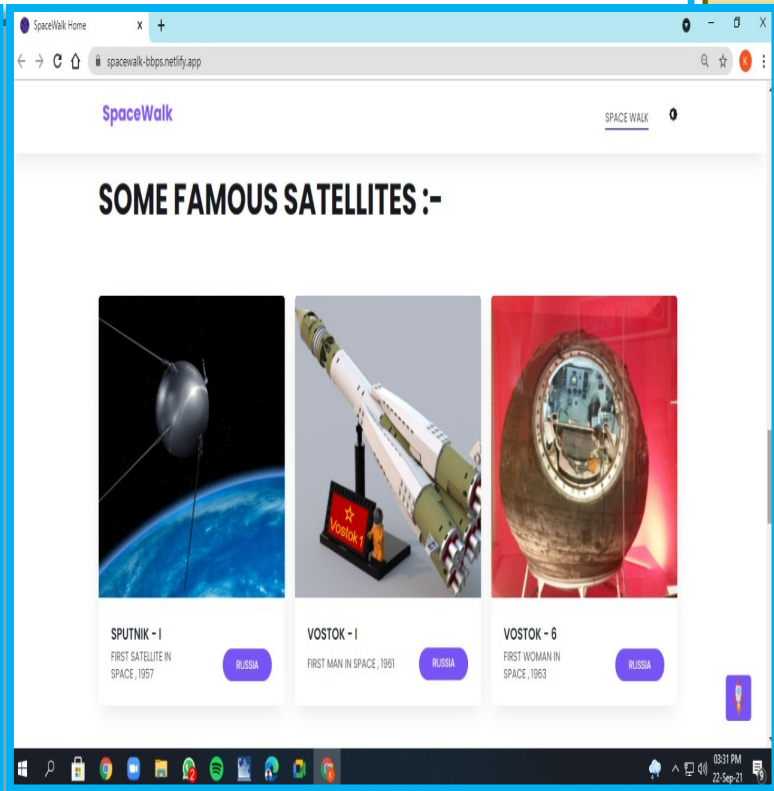 SpaceWalk Home
spacewalk-bbps.netlify.app
K
SpaceWalk
SPACE WALK
SOME FAMOUS SATELLITES :-
Vostok 1
SPUTNIK - I
FIRST SATELLITE IN
SPACE , 1957
RUSSIA
VOSTOK - I
FIRST MAN IN SPACE , 1961
RUSSIA
VOSTOK - 6
FIRST WOMAN IN
SPACE , 1963
RUSSIA
2
03:31 PM
22-Sep-21
9